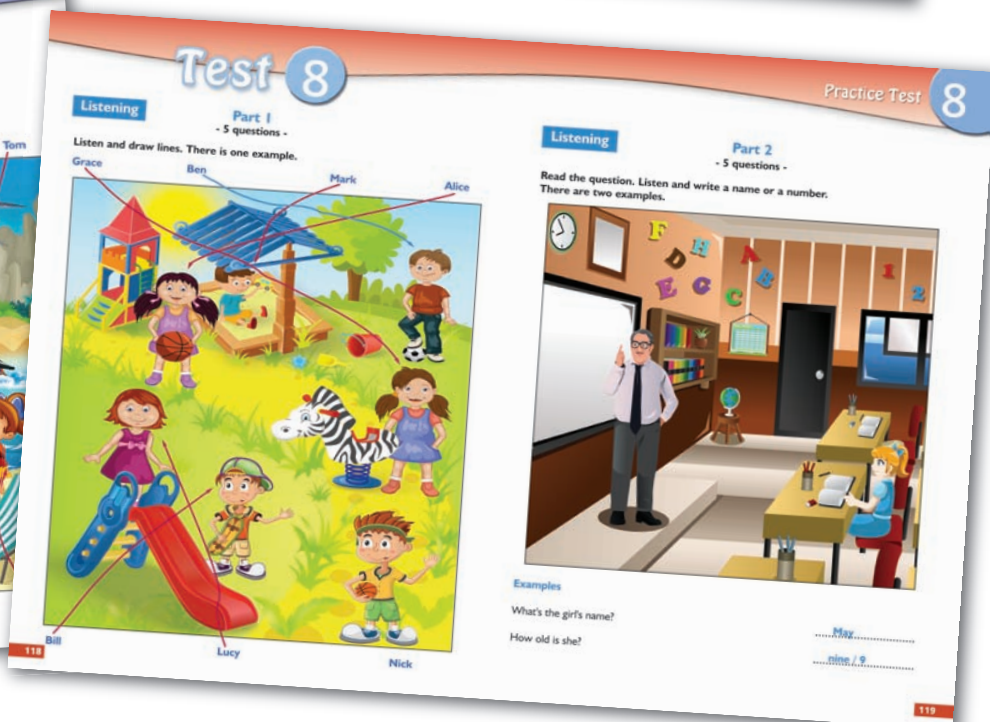 Tom
Test 8
Listening
Part 1
- 5 questions -
Listen and draw lines. There is one example.
Grace
Ben
Mark
Alice
Bill
Lucy
Nick
118
Practice Test 8
Listening
Part 2
- 5 questions -
Read the question. Listen and write a name or a number.
There are two examples.
F
D
H
E
G
C
A
B
E
1
2
Examples
What's the girl's name?
May
How old is she?
nine / 9
119